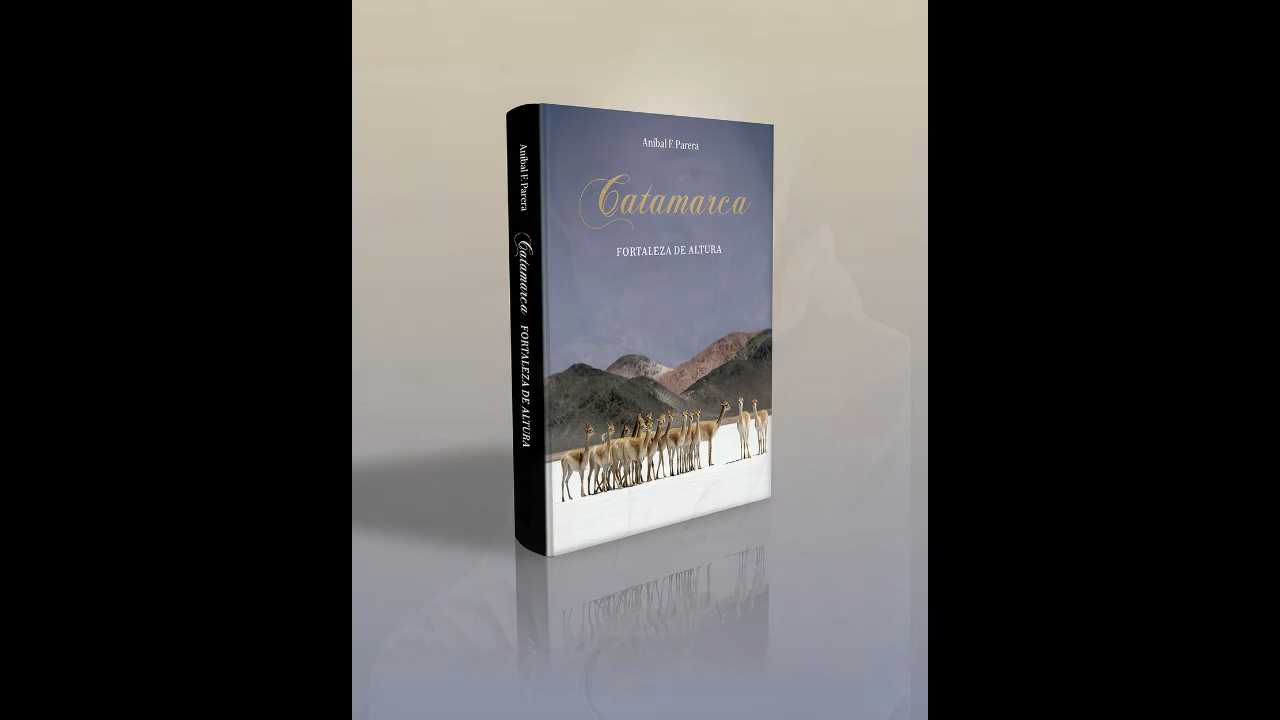 Aníbal F. Parera
Catamarca
FORTALEZA DE ALTURA
Aníbal F. Parera Catamarca FORTALEZA DE ALTURA